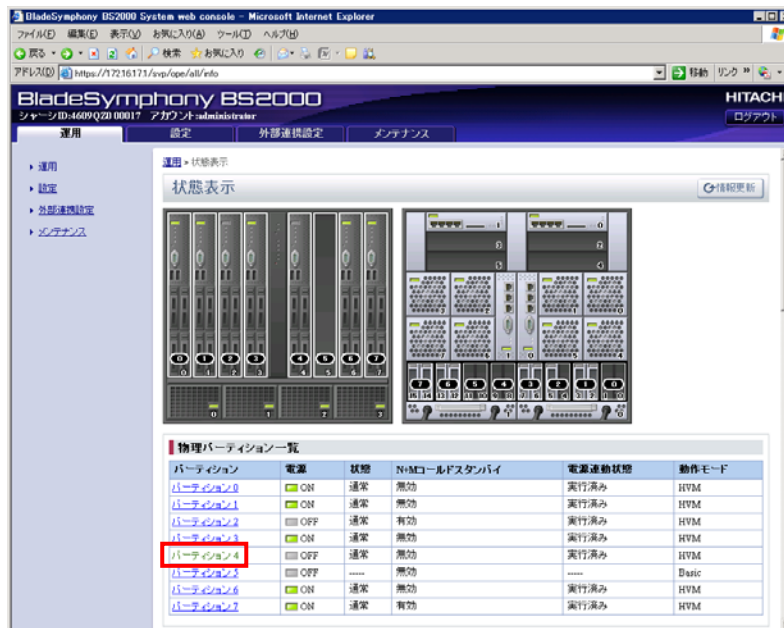 BladeSymphony BS2000 System web console - Microsoft Internet Explorer
ファイル(F) 編集(E) 表示(V) お気に入り(A) ツール(T) ヘルプ(H)
戻る 検索 お気に入り
アドレス(D) https://172.16.17.1/svp/ope/all/info 移動 リンク »
BladeSymphony BS2000 HITACHI
シャーシID:4609QZ0 00017 アカウント:administrator ログアウト
運用 設定 外部連携設定 メンテナンス
運用 > 状態表示
運用
設定
外部連携設定
メンテナンス
状態表示 情報更新
物理パーティション一覧
パーティション 電源 状態 N+Mコールドスタンバイ 電源連動状態 動作モード
パーティション 0 ON 通常 無効 実行済み HVM
パーティション 1 ON 通常 無効 実行済み HVM
パーティション 2 OFF 通常 有効 実行済み HVM
パーティション 3 ON 通常 無効 実行済み HVM
パーティション 4 OFF 通常 無効 実行済み HVM
パーティション 5 OFF ----- 無効 ----- Basic
パーティション 6 ON 通常 無効 実行済み HVM
パーティション 7 ON 通常 有効 実行済み HVM